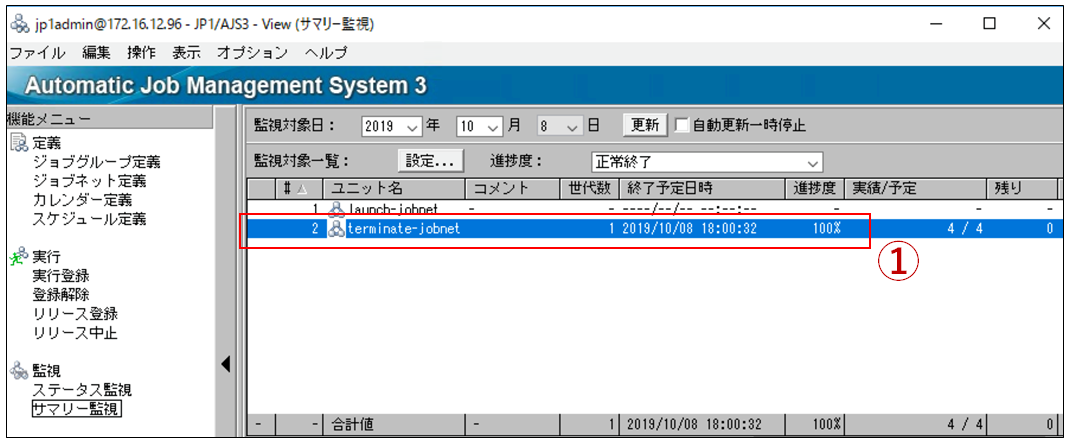 jp1admin@172.16.12.96 - JP1/AJS3 - View (サマリー監視)
ファイル 編集 操作 表示 オプション ヘルプ
Automatic Job Management System 3
機能メニュー
定義
ジョブグループ定義
ジョブネット定義
カレンダー定義
スケジュール定義
実行
実行登録
登録解除
リリース登録
リリース中止
監視
ステータス監視
サマリー監視
監視対象日： 2019 年 10 月 8 日 更新 自動更新一時停止
監視対象一覧： 設定... 進捗度： 正常終了
# ユニット名 コメント 世代数 終了予定日時 進捗度 実績/予定 残り
1 launch-jobnet - - ----/--/-- --:--:-- - - -
2 terminate-jobnet 1 2019/10/08 18:00:32 100% 4 / 4 0
①
- - 合計値 - 1 2019/10/08 18:00:32 100% 4 / 4 0